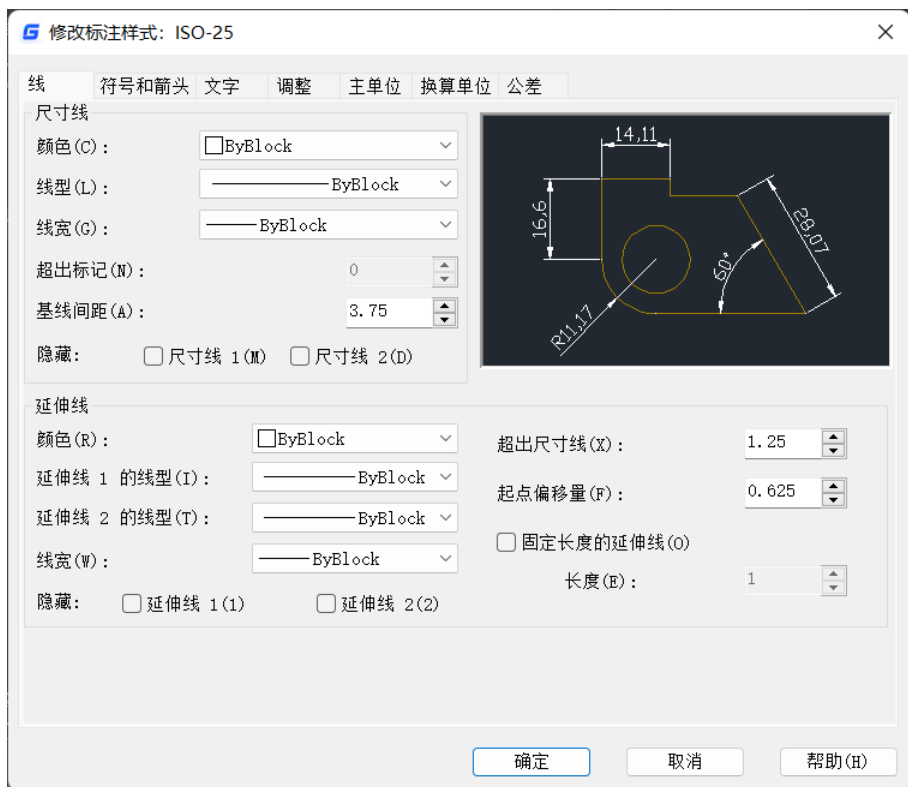 修改标注样式: ISO-25
线 符号和箭头 文字 调整 主单位 换算单位 公差
尺寸线
颜色(C): ByBlock
线型(L): ByBlock
线宽(G): ByBlock
超出标记(N): 0
基线间距(A): 3.75
隐藏: 尺寸线 1(M) 尺寸线 2(D)
14,11
16,6
28,07
60°
R11,17
延伸线
颜色(R): ByBlock
延伸线 1 的线型(I): ByBlock
延伸线 2 的线型(T): ByBlock
线宽(W): ByBlock
隐藏: 延伸线 1(1) 延伸线 2(2)
超出尺寸线(X): 1.25
起点偏移量(F): 0.625
固定长度的延伸线(O)
长度(E): 1
确定 取消 帮助(H)